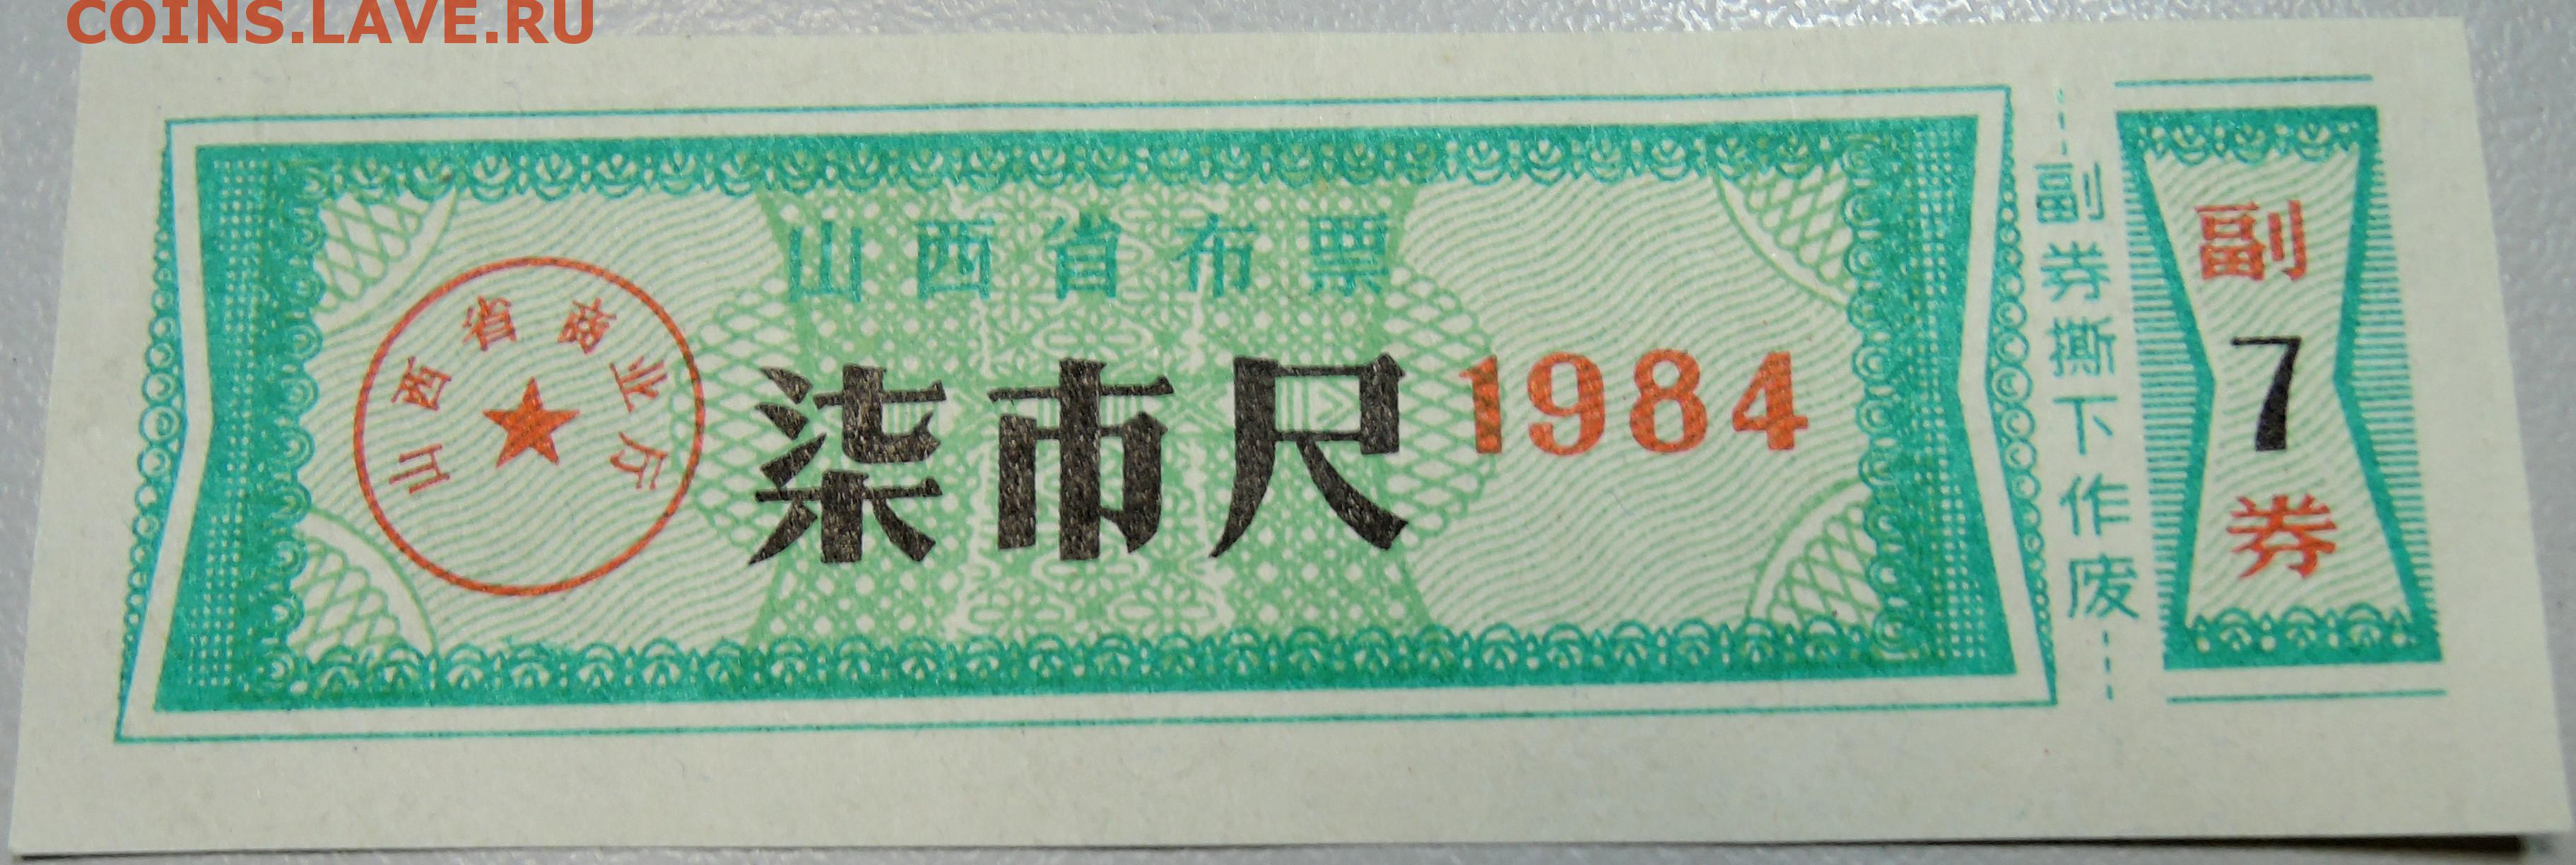 COINS.LAVE.RU
山西省布票
山西省商业厅
柒市尺
1984
副券撕下作废
副
7
券